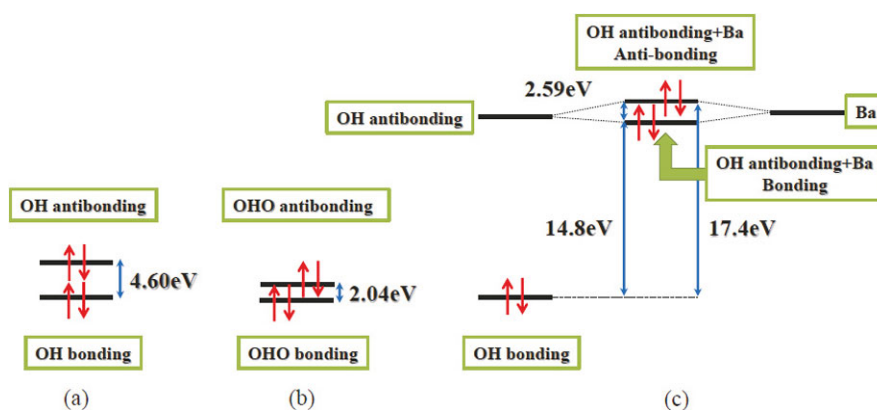 OH antibonding+Ba
Anti-bonding
2.59eV
OH antibonding
Ba
OH antibonding+Ba
Bonding
OH antibonding
OHO antibonding
14.8eV
17.4eV
4.60eV
2.04eV
OH bonding
OHO bonding
OH bonding
(a)
(b)
(c)